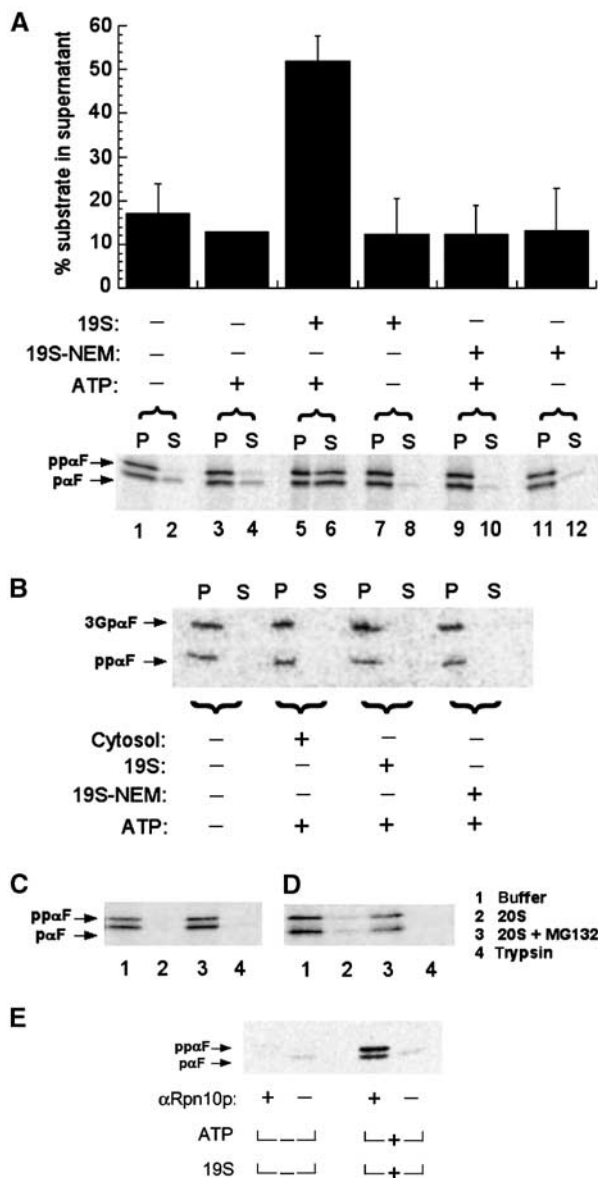 A
% substrate in supernatant
60
50
40
30
20
10
0
19S: – – + + – –
19S-NEM: – – – – + +
ATP: – + + – + –
P S P S P S P S P S P S
ppαF
pαF
1 2 3 4 5 6 7 8 9 10 11 12
B
P S P S P S P S
3GpαF
ppαF
Cytosol: – + – –
19S: – – + –
19S-NEM: – – – +
ATP: – + + +
C
D
ppαF
pαF
1 2 3 4
1 2 3 4
1 Buffer
2 20S
3 20S + MG132
4 Trypsin
E
ppαF
pαF
αRpn10p: + – + –
ATP – +
19S – +